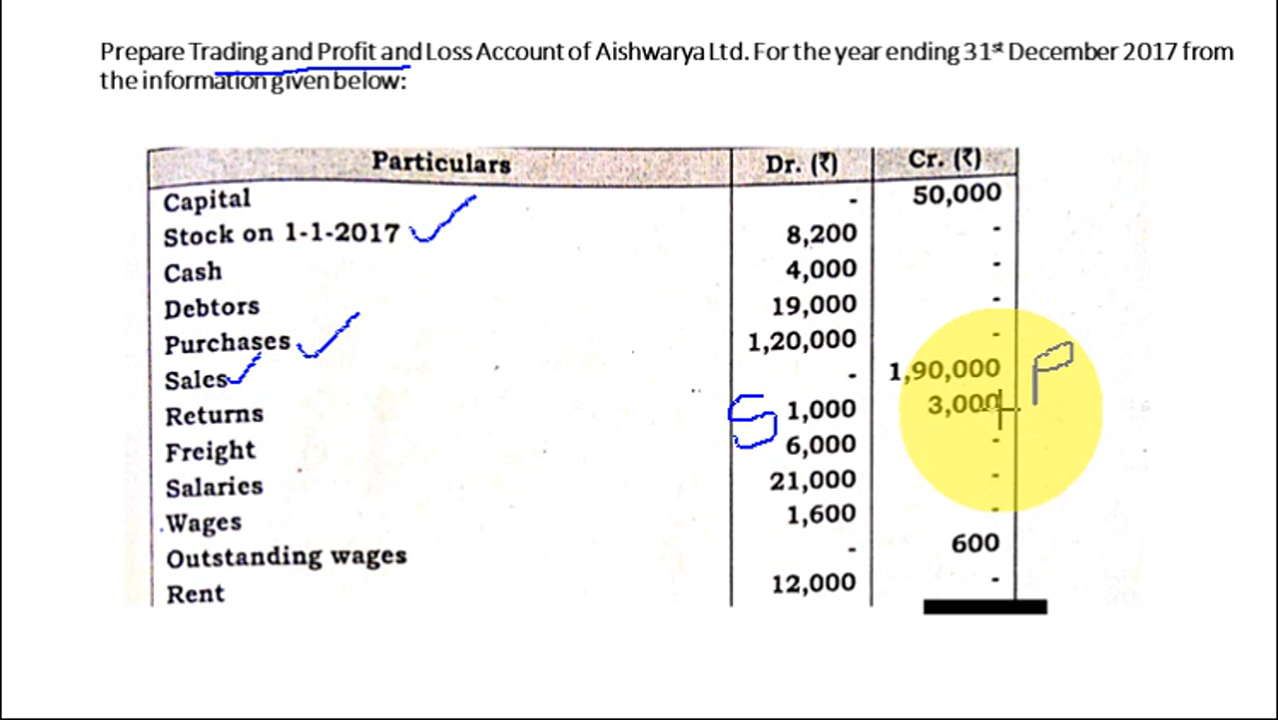 Prepare Trading and Profit and Loss Account of Aishwarya Ltd. For the year ending 31st December 2017 from
the information given below:
Particulars Dr. (₹) Cr. (₹)
Capital - 50,000
Stock on 1-1-2017 8,200 -
Cash 4,000 -
Debtors 19,000 -
Purchases 1,20,000 -
Sales - 1,90,000 P
Returns S 1,000 3,000
Freight 6,000 -
Salaries 21,000 -
Wages 1,600 -
Outstanding wages - 600
Rent 12,000 -